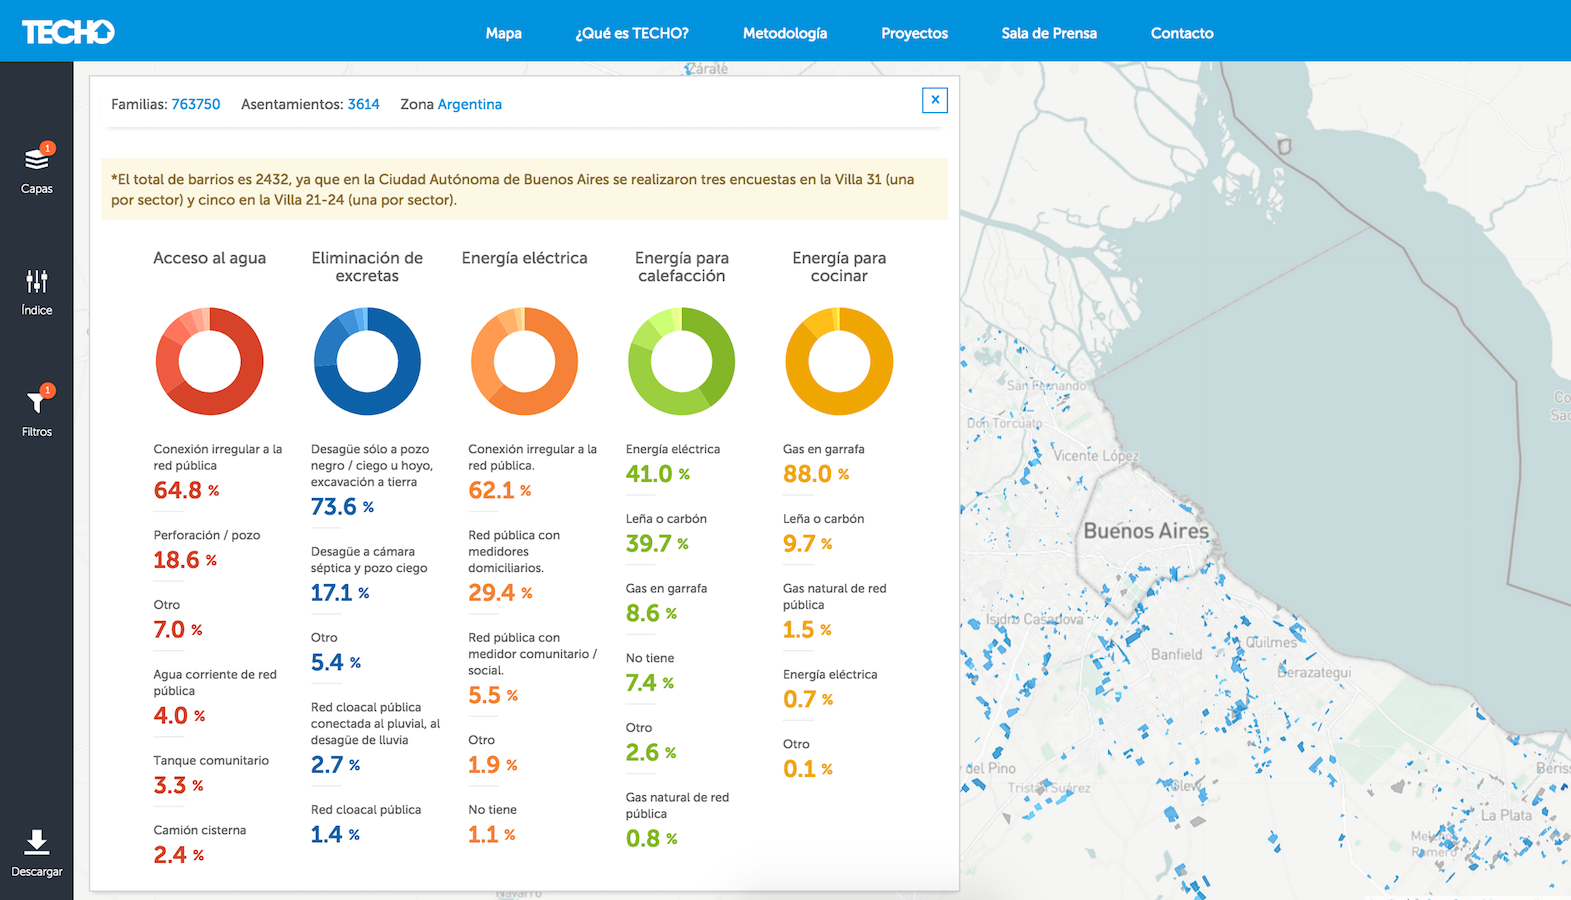 TECHO
Mapa
¿Qué es TECHO?
Metodología
Proyectos
Sala de Prensa
Contacto
1
Capas
Índice
1
Filtros
Descargar
Familias: 763750 Asentamientos: 3614 Zona Argentina
×
*El total de barrios es 2432, ya que en la Ciudad Autónoma de Buenos Aires se realizaron tres encuestas en la Villa 31 (una
por sector) y cinco en la Villa 21-24 (una por sector).
Acceso al agua
Conexión irregular a la
red pública
64.8 %
Perforación / pozo
18.6 %
Otro
7.0 %
Agua corriente de red
pública
4.0 %
Tanque comunitario
3.3 %
Camión cisterna
2.4 %
Eliminación de
excretas
Desagüe sólo a pozo
negro / ciego u hoyo,
excavación a tierra
73.6 %
Desagüe a cámara
séptica y pozo ciego
17.1 %
Otro
5.4 %
Red cloacal pública
conectada al pluvial, al
desagüe de lluvia
2.7 %
Red cloacal pública
1.4 %
Energía eléctrica
Conexión irregular a la
red pública.
62.1 %
Red pública con
medidores
domiciliarios.
29.4 %
Red pública con
medidor comunitario /
social.
5.5 %
Otro
1.9 %
No tiene
1.1 %
Energía para
calefacción
Energía eléctrica
41.0 %
Leña o carbón
39.7 %
Gas en garrafa
8.6 %
No tiene
7.4 %
Otro
2.6 %
Gas natural de red
pública
0.8 %
Energía para
cocinar
Gas en garrafa
88.0 %
Leña o carbón
9.7 %
Gas natural de red
pública
1.5 %
Energía eléctrica
0.7 %
Otro
0.1 %
Zárate
San Fernando
Don Torcuato
Vicente López
Buenos Aires
Isidro Casanova
Quilmes
Banfield
Berazategui
del Pino
Tristán Suárez
Glew
La Plata
Romero
Navarro